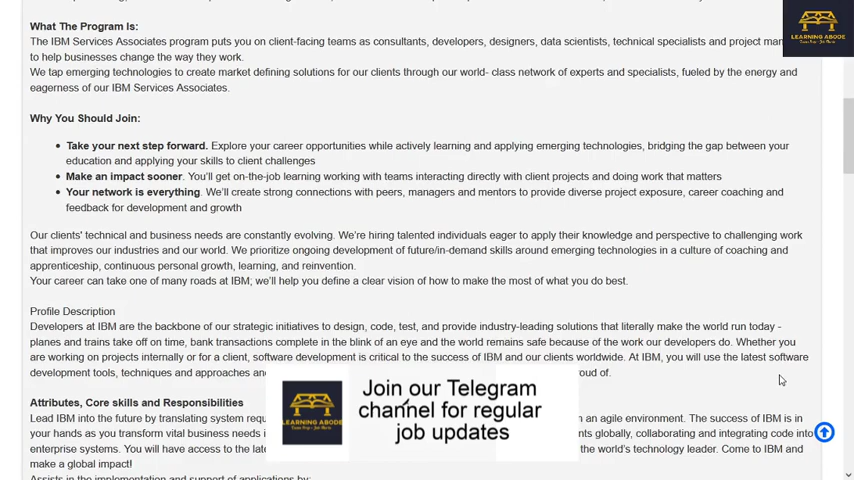 What The Program Is:
The IBM Services Associates program puts you on client-facing teams as consultants, developers, designers, data scientists, technical specialists and project
to help businesses change the way they work.
We tap emerging technologies to create market defining solutions for our clients through our world- class network of experts and specialists, fueled by the energy and
eagerness of our IBM Services Associates.
LEARNING ABODE
Why You Should Join:
• Take your next step forward. Explore your career opportunities while actively learning and applying emerging technologies, bridging the gap between your
education and applying your skills to client challenges
• Make an impact sooner. You'll get on-the-job learning working with teams interacting directly with client projects and doing work that matters
• Your network is everything. We'll create strong connections with peers, managers and mentors to provide diverse project exposure, career coaching and
feedback for development and growth
Our clients' technical and business needs are constantly evolving. We're hiring talented individuals eager to apply their knowledge and perspective to challenging work
that improves our industries and our world. We prioritize ongoing development of future/in-demand skills around emerging technologies in a culture of coaching and
apprenticeship, continuous personal growth, learning, and reinvention.
Your career can take one of many roads at IBM; we'll help you define a clear vision of how to make the most of what you do best.
Profile Description
Developers at IBM are the backbone of our strategic initiatives to design, code, test, and provide industry-leading solutions that literally make the world run today -
planes and trains take off on time, bank transactions complete in the blink of an eye and the world remains safe because of the work our developers do. Whether you
are working on projects internally or for a client, software development is critical to the success of IBM and our clients worldwide. At IBM, you will use the latest software
development tools, techniques and approaches and roud of.
Join our Telegram
channel for regular
job updates
LEARNING ABODE
Attributes, Core skills and Responsibilities
Lead IBM into the future by translating system n an agile environment. The success of IBM is in
your hands as you transform vital business needs globally, collaborating and integrating code into
enterprise systems. You will have access to the the world's technology leader. Come to IBM and
make a global impact!
Assists in the implementation and support of applications by: